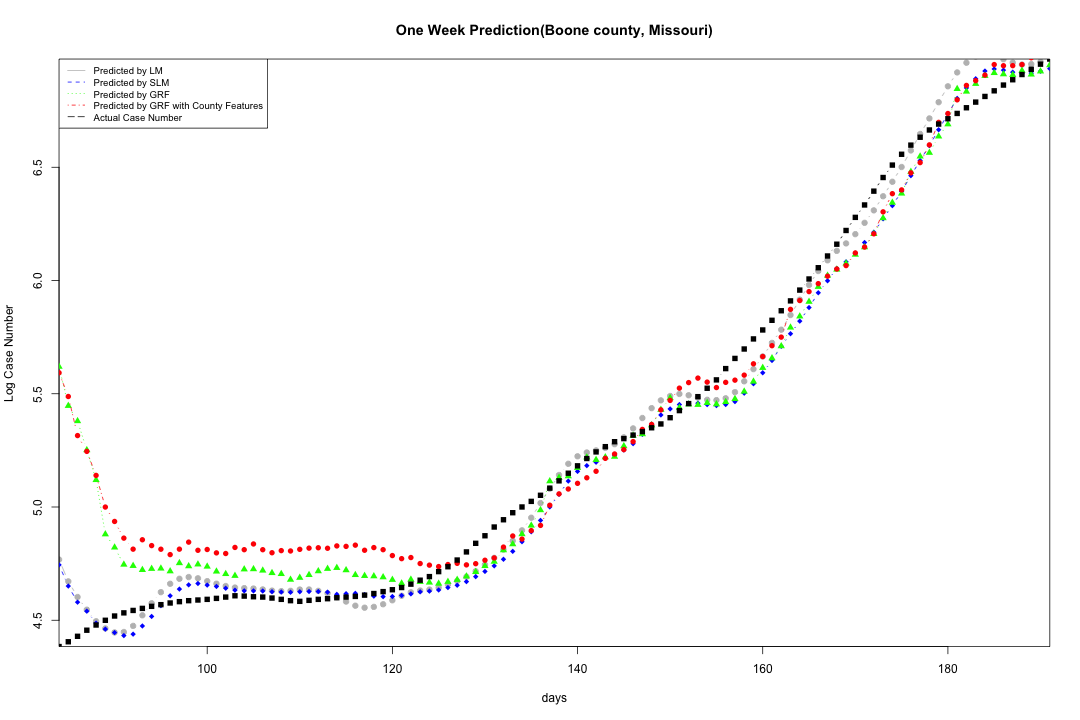 One Week Prediction(Boone county, Missouri)
Predicted by LM
Predicted by SLM
Predicted by GRF
Predicted by GRF with County Features
Actual Case Number
6.5
6.0
5.5
5.0
4.5
Log Case Number
100 120 140 160 180
days